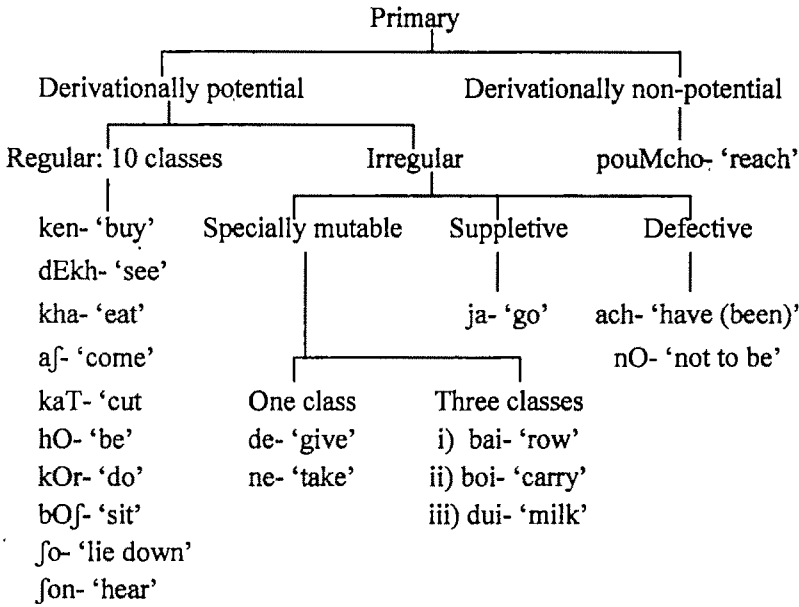 Primary
Derivationally potential Derivationally non-potential
Regular: 10 classes Irregular pouMcho- ‘reach’
ken- ‘buy’ Specially mutable Suppletive Defective
dEkh- ‘see’
kha- ‘eat’ ja- ‘go’ ach- ‘have (been)’
aʃ- ‘come’ nO- ‘not to be’
kaT- ‘cut One class Three classes
hO- ‘be’ de- ‘give’ i) bai- ‘row’
kOr- ‘do’ ne- ‘take’ ii) boi- ‘carry’
bOʃ- ‘sit’ iii) dui- ‘milk’
ʃo- ‘lie down’
ʃon- ‘hear’